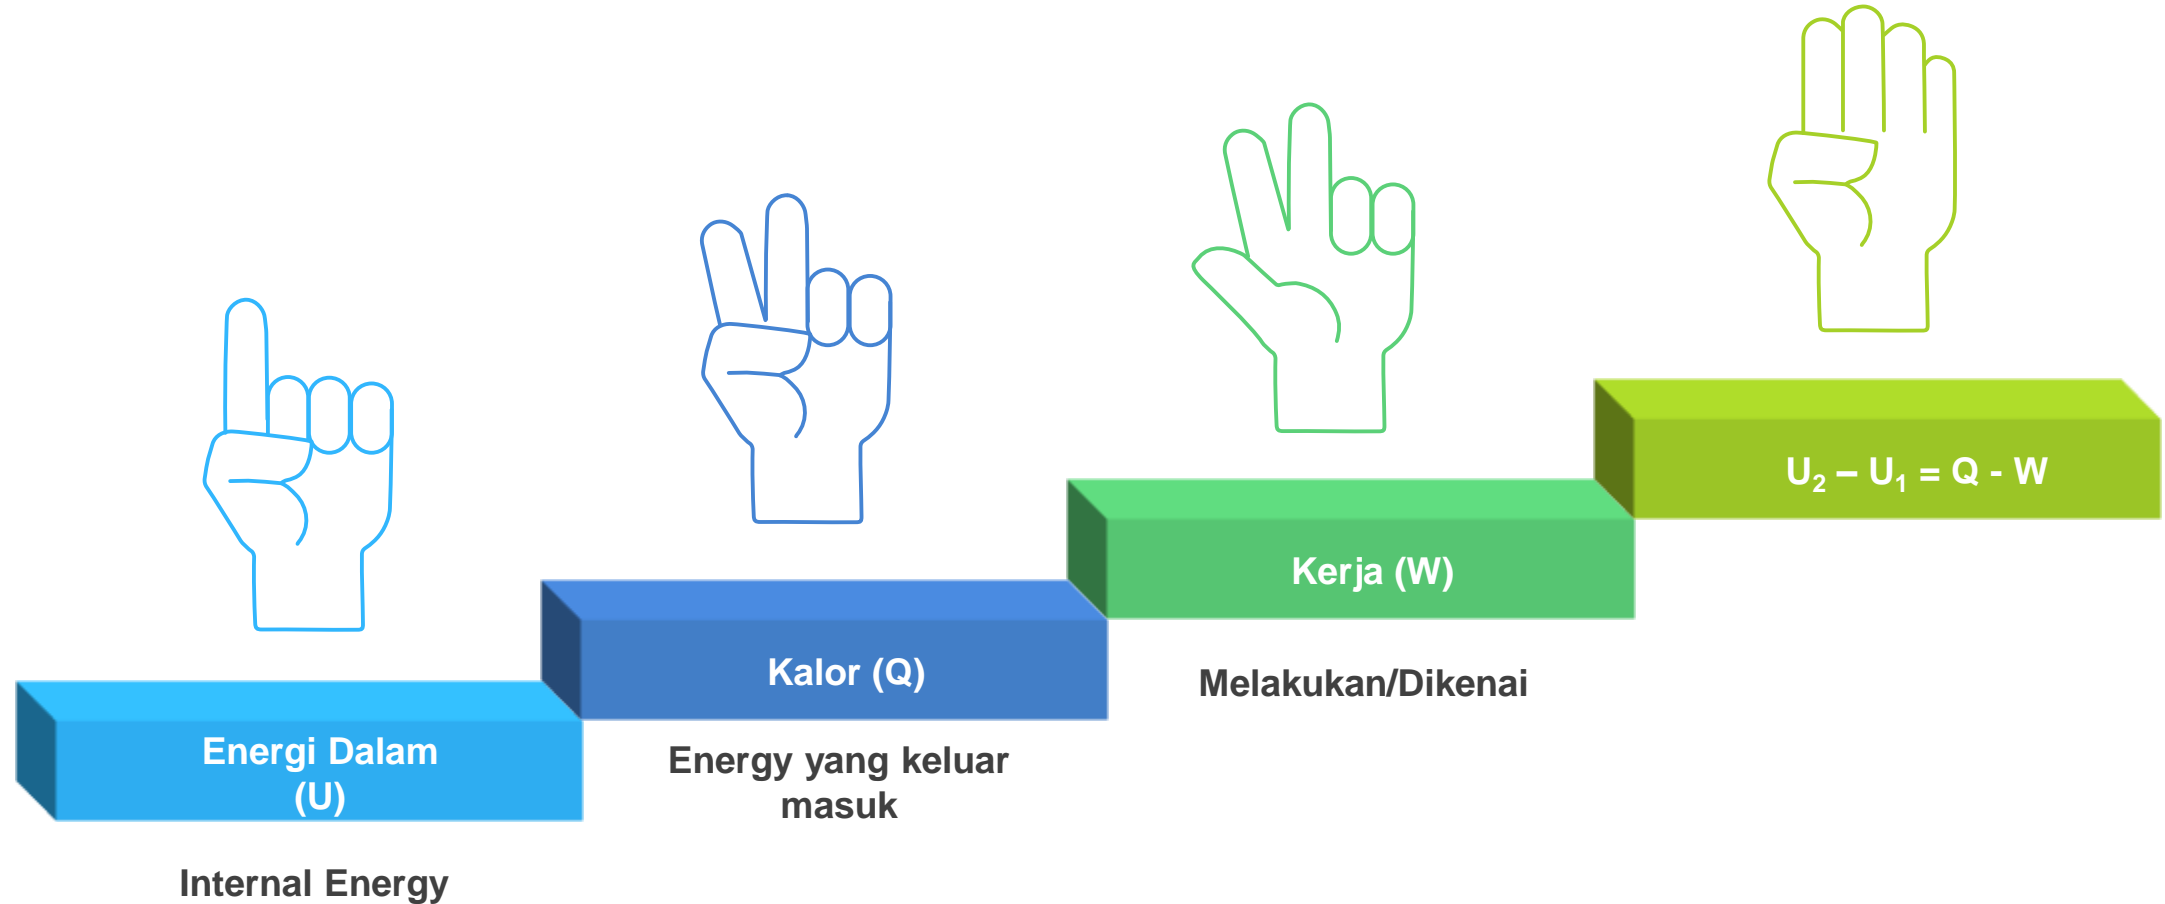 Energi Dalam
(U)
Internal Energy
Kalor (Q)
Energy yang keluar
masuk
Kerja (W)
Melakukan/Dikenai
U₂ – U₁ = Q - W